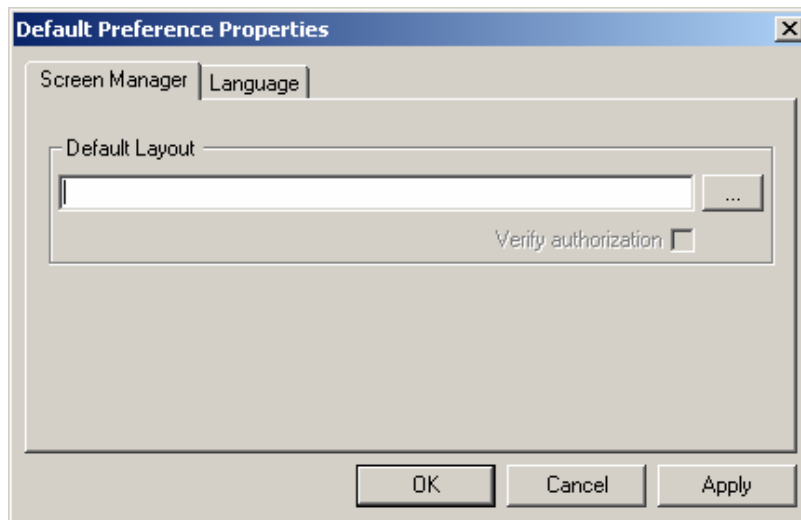 Default Preference Properties
Screen Manager Language
Default Layout
...
Verify authorization
OK Cancel Apply